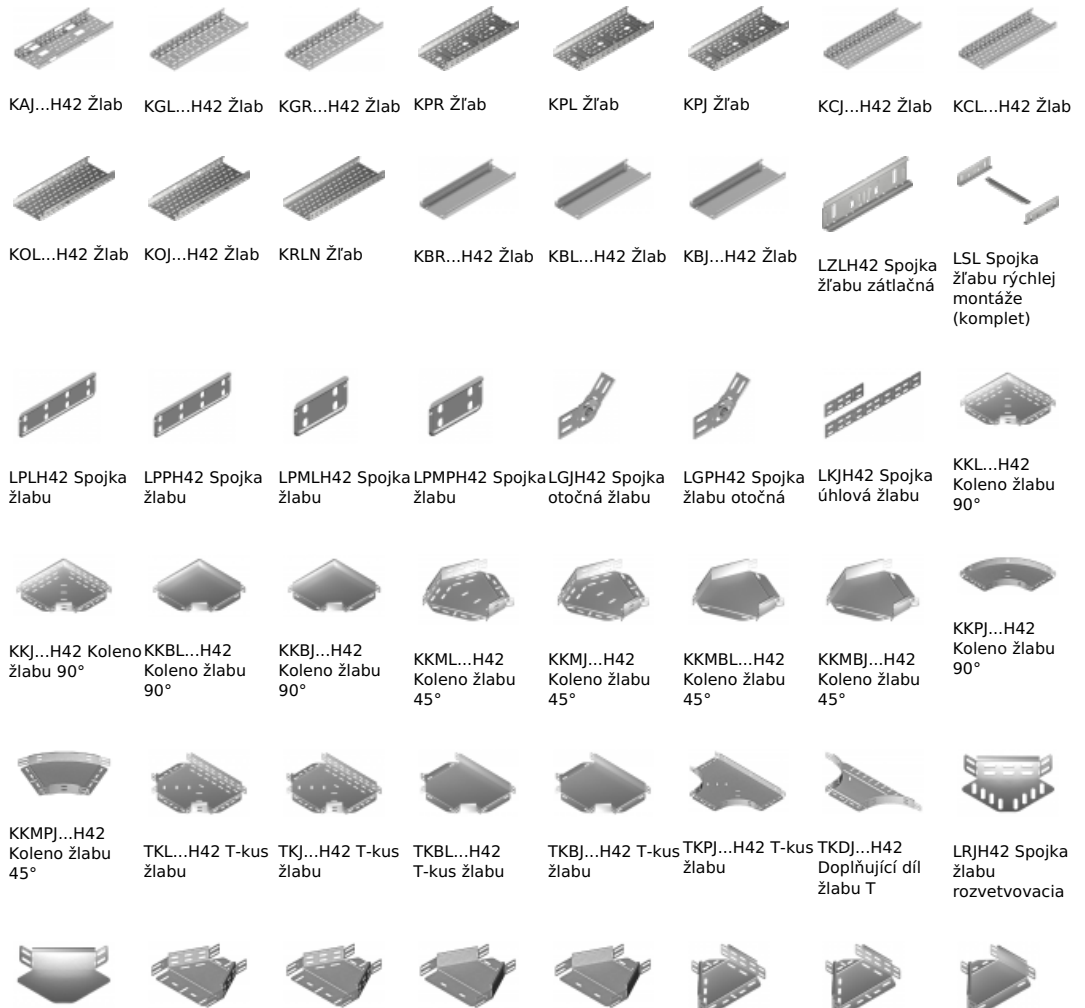 KAJ...H42 Žlab
KGL...H42 Žlab
KGR...H42 Žlab
KPR Žľab
KPL Žľab
KPJ Žľab
KCJ...H42 Žlab
KCL...H42 Žlab
KOL...H42 Žlab
KOJ...H42 Žlab
KRLN Žľab
KBR...H42 Žlab
KBL...H42 Žlab
KBJ...H42 Žlab
LZLH42 Spojka
žľabu zátlačná
LSL Spojka
žľabu rýchlej
montáže
(komplet)
LPLH42 Spojka
žlabu
LPPH42 Spojka
žlabu
LPMLH42 Spojka
žlabu
LPMPH42 Spojka
žlabu
LGJH42 Spojka
otočná žlabu
LGPH42 Spojka
žlabu otočná
LKJH42 Spojka
úhlová žlabu
KKL...H42
Koleno žlabu
90°
KKJ...H42 Koleno
žlabu 90°
KKBL...H42
Koleno žlabu
90°
KKBJ...H42
Koleno žlabu
90°
KKML...H42
Koleno žlabu
45°
KKMJ...H42
Koleno žlabu
45°
KKMBL...H42
Koleno žlabu
45°
KKMBJ...H42
Koleno žlabu
45°
KKPJ...H42
Koleno žlabu
90°
KKMPJ...H42
Koleno žlabu
45°
TKL...H42 T-kus
žlabu
TKJ...H42 T-kus
žlabu
TKBL...H42
T-kus žlabu
TKBJ...H42 T-kus
žlabu
TKPJ...H42 T-kus
žlabu
TKDJ...H42
Doplňující díl
žlabu T
LRJH42 Spojka
žlabu
rozvetvovacia